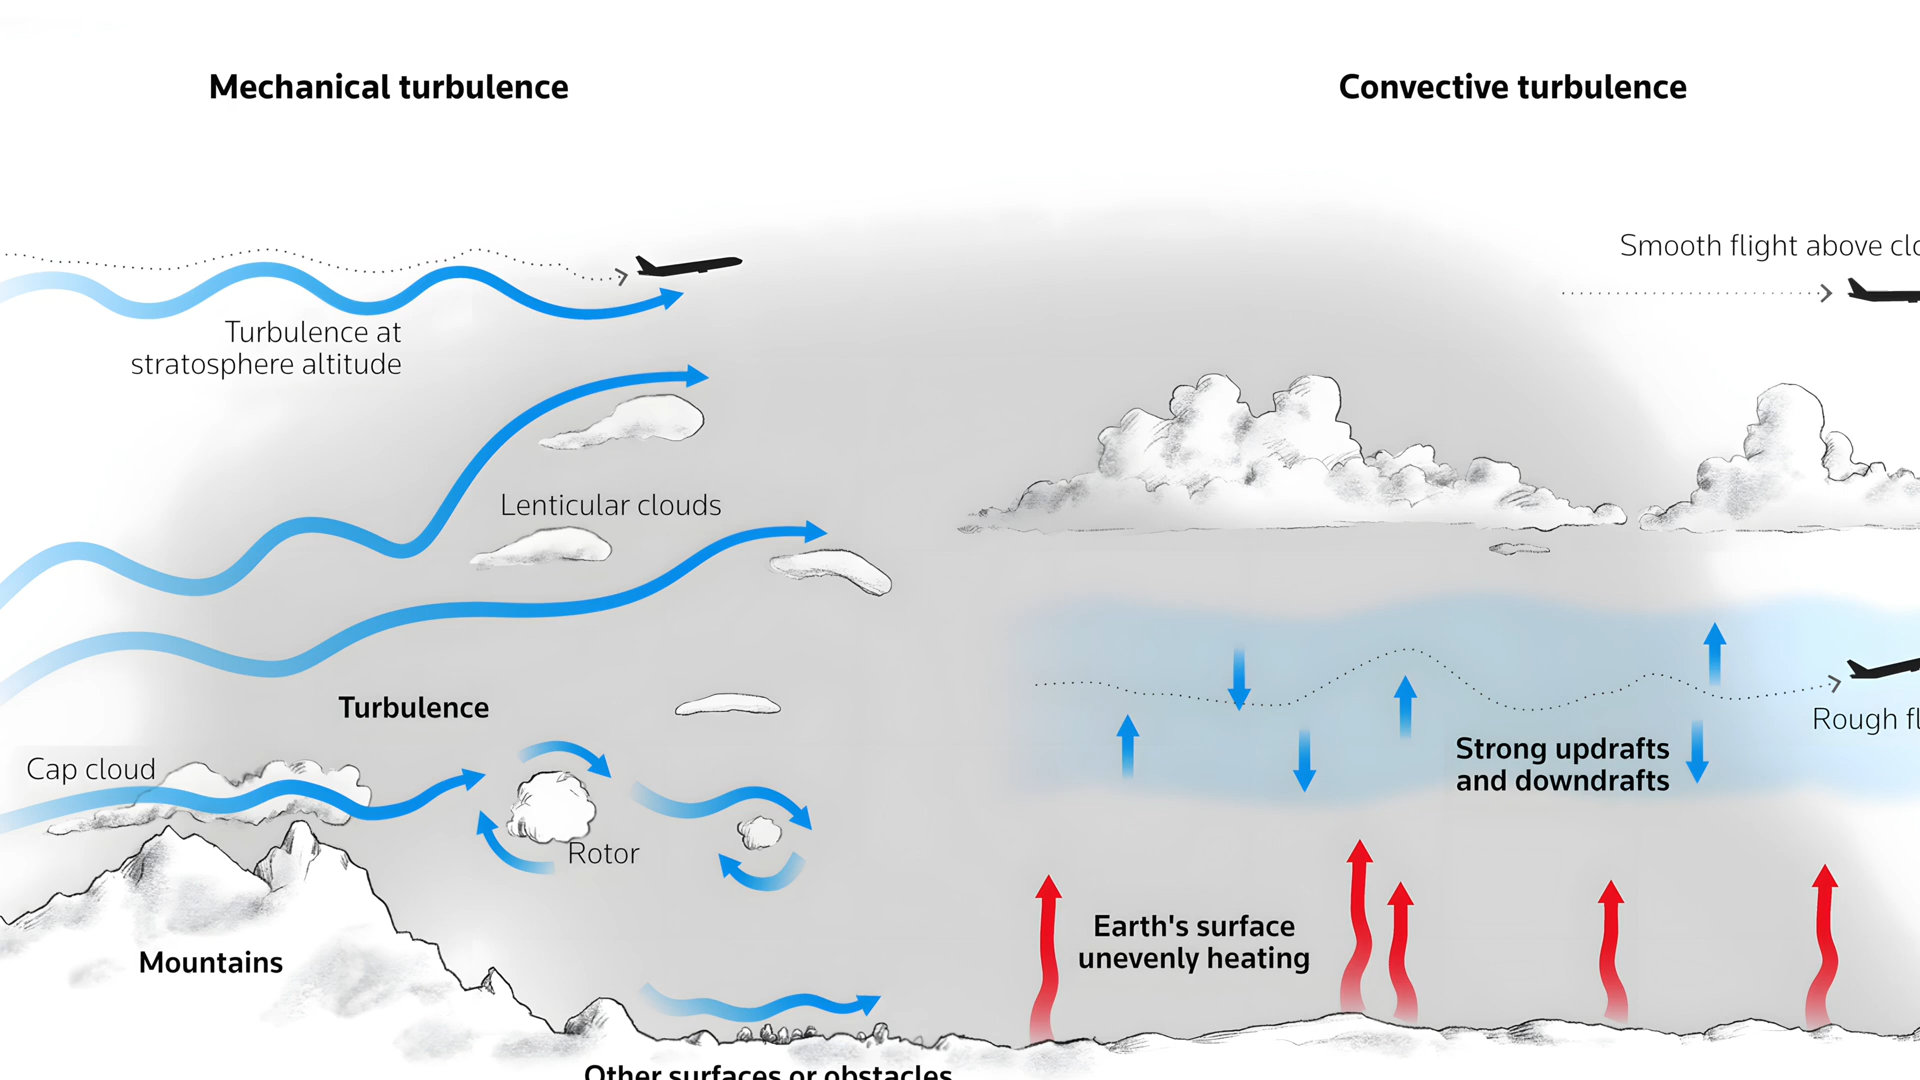 Mechanical turbulence
Convective turbulence
Smooth flight above clo
Turbulence at
stratosphere altitude
Lenticular clouds
Turbulence
Cap cloud
Rotor
Mountains
Other surfaces or obstacles
Rough fl
Strong updrafts
and downdrafts
Earth's surface
unevenly heating